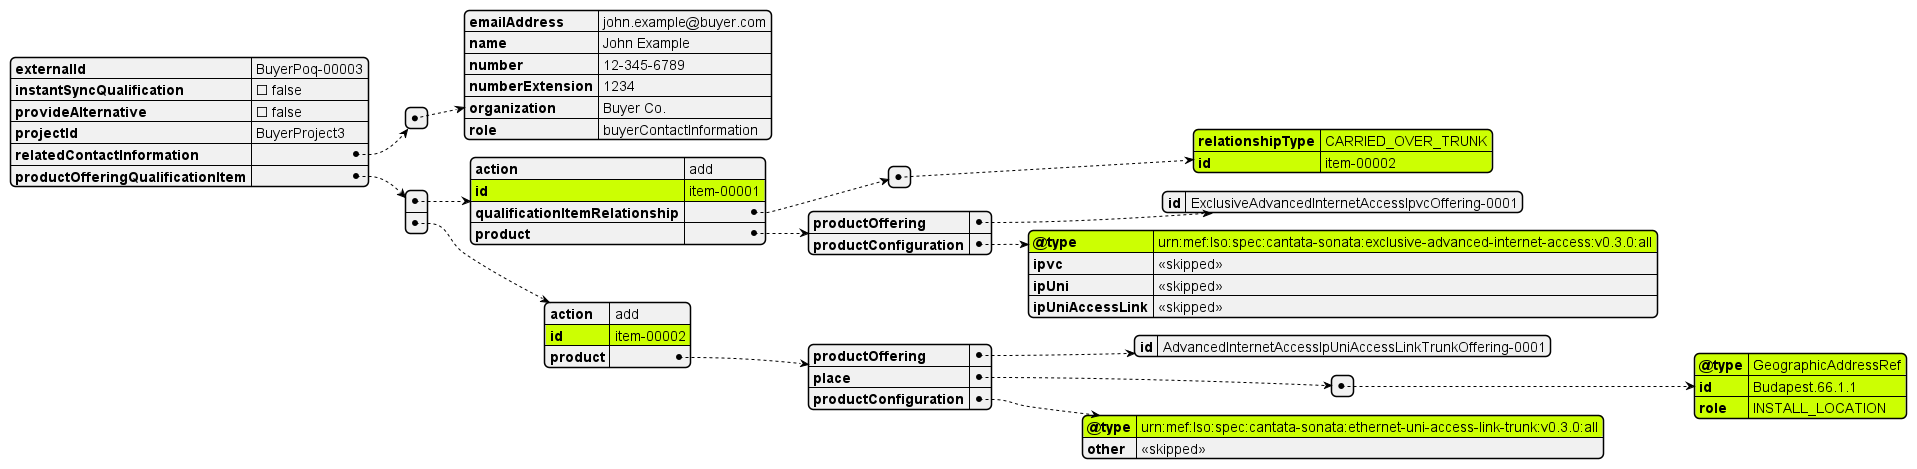 externalId BuyerPoq-00003
instantSyncQualification ☐ false
provideAlternative ☐ false
projectId BuyerProject3
relatedContactInformation
productOfferingQualificationItem
emailAddress john.example@buyer.com
name John Example
number 12-345-6789
numberExtension 1234
organization Buyer Co.
role buyerContactInformation
action add
id item-00001
qualificationItemRelationship
product
relationshipType CARRIED_OVER_TRUNK
id item-00002
productOffering
productConfiguration
id ExclusiveAdvancedInternetAccessIpvcOffering-0001
@type urn:mef:lso:spec:cantata-sonata:exclusive-advanced-internet-access:v0.3.0:all
ipvc «skipped»
ipUni «skipped»
ipUniAccessLink «skipped»
action add
id item-00002
product
productOffering
place
productConfiguration
id AdvancedInternetAccessIpUniAccessLinkTrunkOffering-0001
@type GeographicAddressRef
id Budapest.66.1.1
role INSTALL_LOCATION
@type urn:mef:lso:spec:cantata-sonata:ethernet-uni-access-link-trunk:v0.3.0:all
other «skipped»